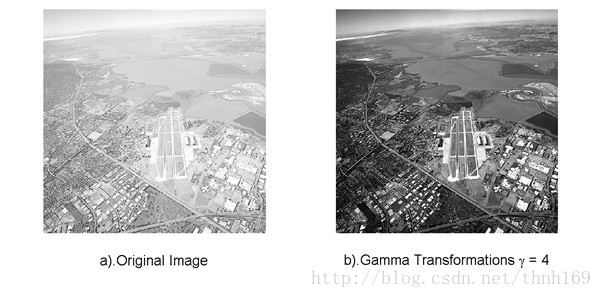 a).Original Image
b).Gamma Transformations γ = 4
http://blog.csdn.net/thnh169